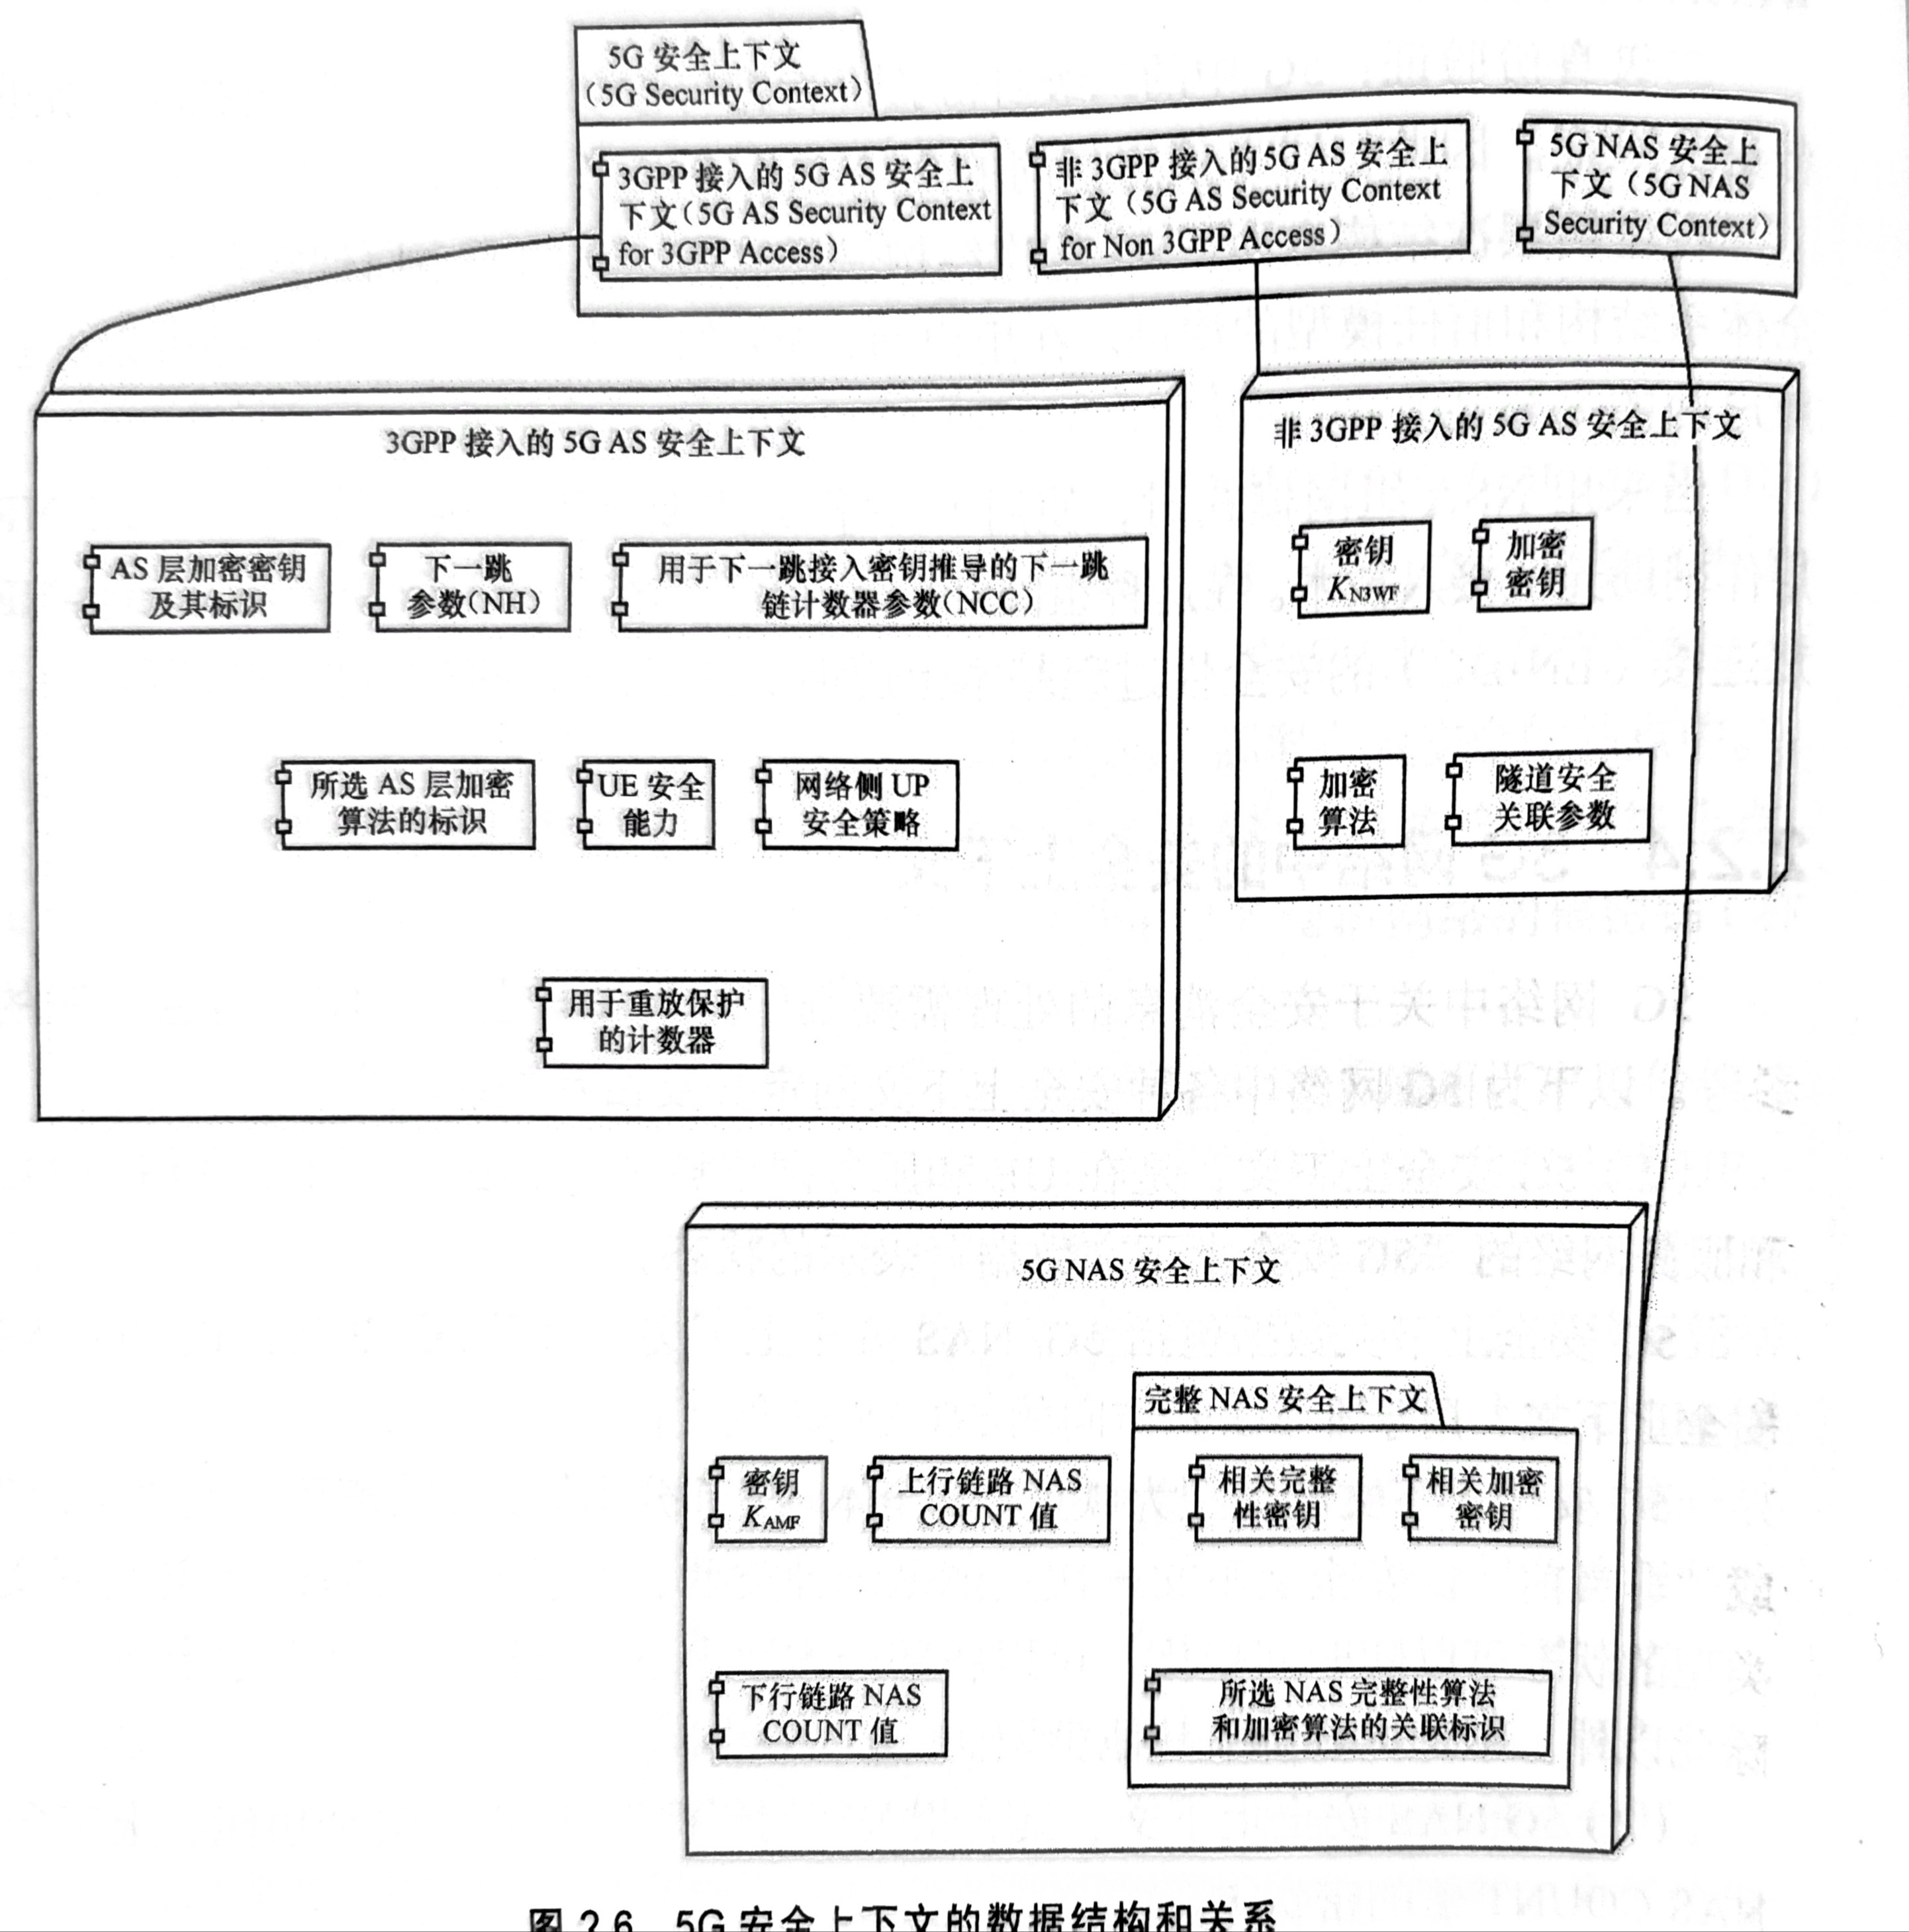 5G 安全上下文
（5G Security Context）
3GPP 接入的 5G AS 安全上
下文（5G AS Security Context
for 3GPP Access）
非 3GPP 接入的 5G AS 安全上
下文（5G AS Security Context
for Non 3GPP Access）
5G NAS 安全上
下文（5G NAS
Security Context）
3GPP 接入的 5G AS 安全上下文
AS 层加密密钥
及其标识
下一跳
参数（NH）
用于下一跳接入密钥推导的下一跳
链计数器参数（NCC）
所选 AS 层加密
算法的标识
UE 安全
能力
网络侧 UP
安全策略
用于重放保护
的计数器
非 3GPP 接入的 5G AS 安全上下文
密钥
KN3WF
加密
密钥
加密
算法
隧道安全
关联参数
5G NAS 安全上下文
密钥
KAMF
上行链路 NAS
COUNT 值
下行链路 NAS
COUNT 值
完整 NAS 安全上下文
相关完整
性密钥
相关加密
密钥
所选 NAS 完整性算法
和加密算法的关联标识
图 2.6 5G 安全上下文的数据结构和关系